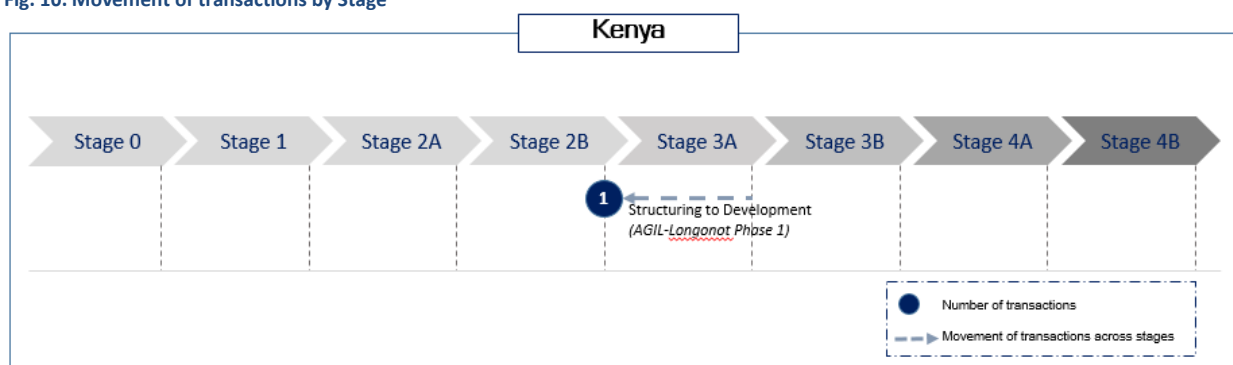 Fig. 10: Movement of transactions by Stage
Kenya
Stage 0
Stage 1
Stage 2A
Stage 2B
Stage 3A
Stage 3B
Stage 4A
Stage 4B
1
Structuring to Development
(AGIL-Longonot Phase 1)
Number of transactions
Movement of transactions across stages